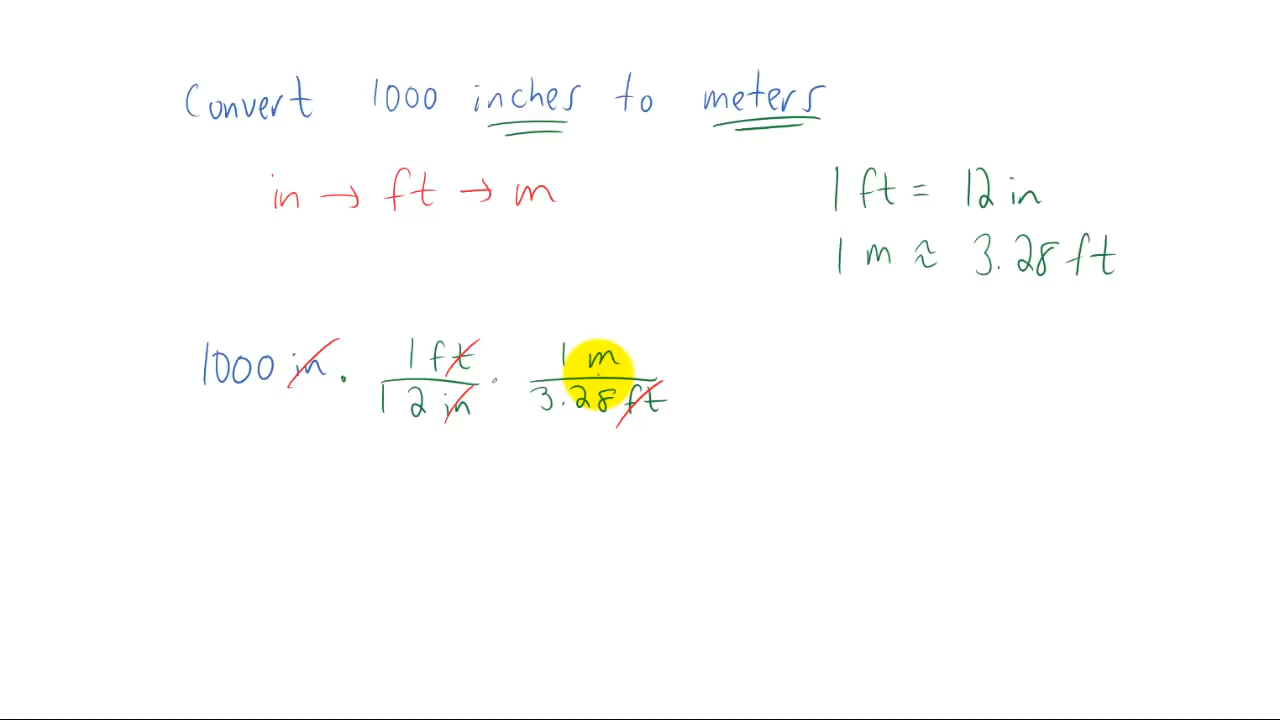 Convert 1000 inches to meters
in → ft → m
1 ft = 12 in
1 m ≈ 3.28 ft
1000 in · 1 ft / 12 in · 1 m / 3.28 ft